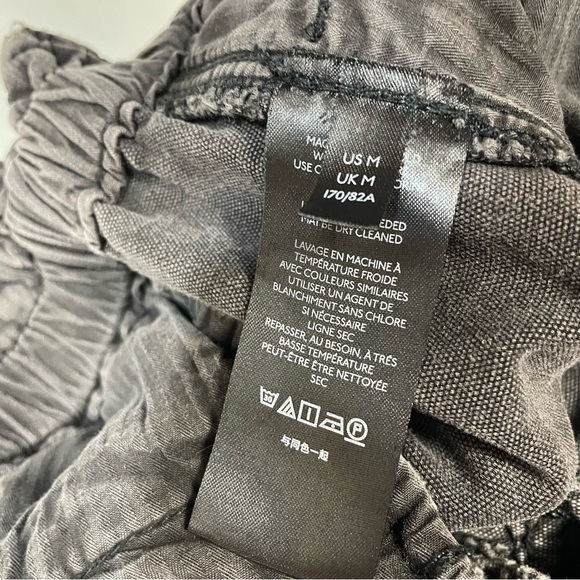 US M
UK M
170/82A
MAY BE DRY CLEANED
LAVAGE EN MACHINE À
TEMPÉRATURE FROIDE
AVEC COULEURS SIMILAIRES
UTILISER UN AGENT DE
BLANCHIMENT SANS CHLORE
SI NÉCESSAIRE
LIGNE SEC
REPASSER, AU BESOIN, À TRÈS
BASSE TEMPÉRATURE
PEUT-ÊTRE ÊTRE NETTOYÉE
SEC
30 P
与同色一起